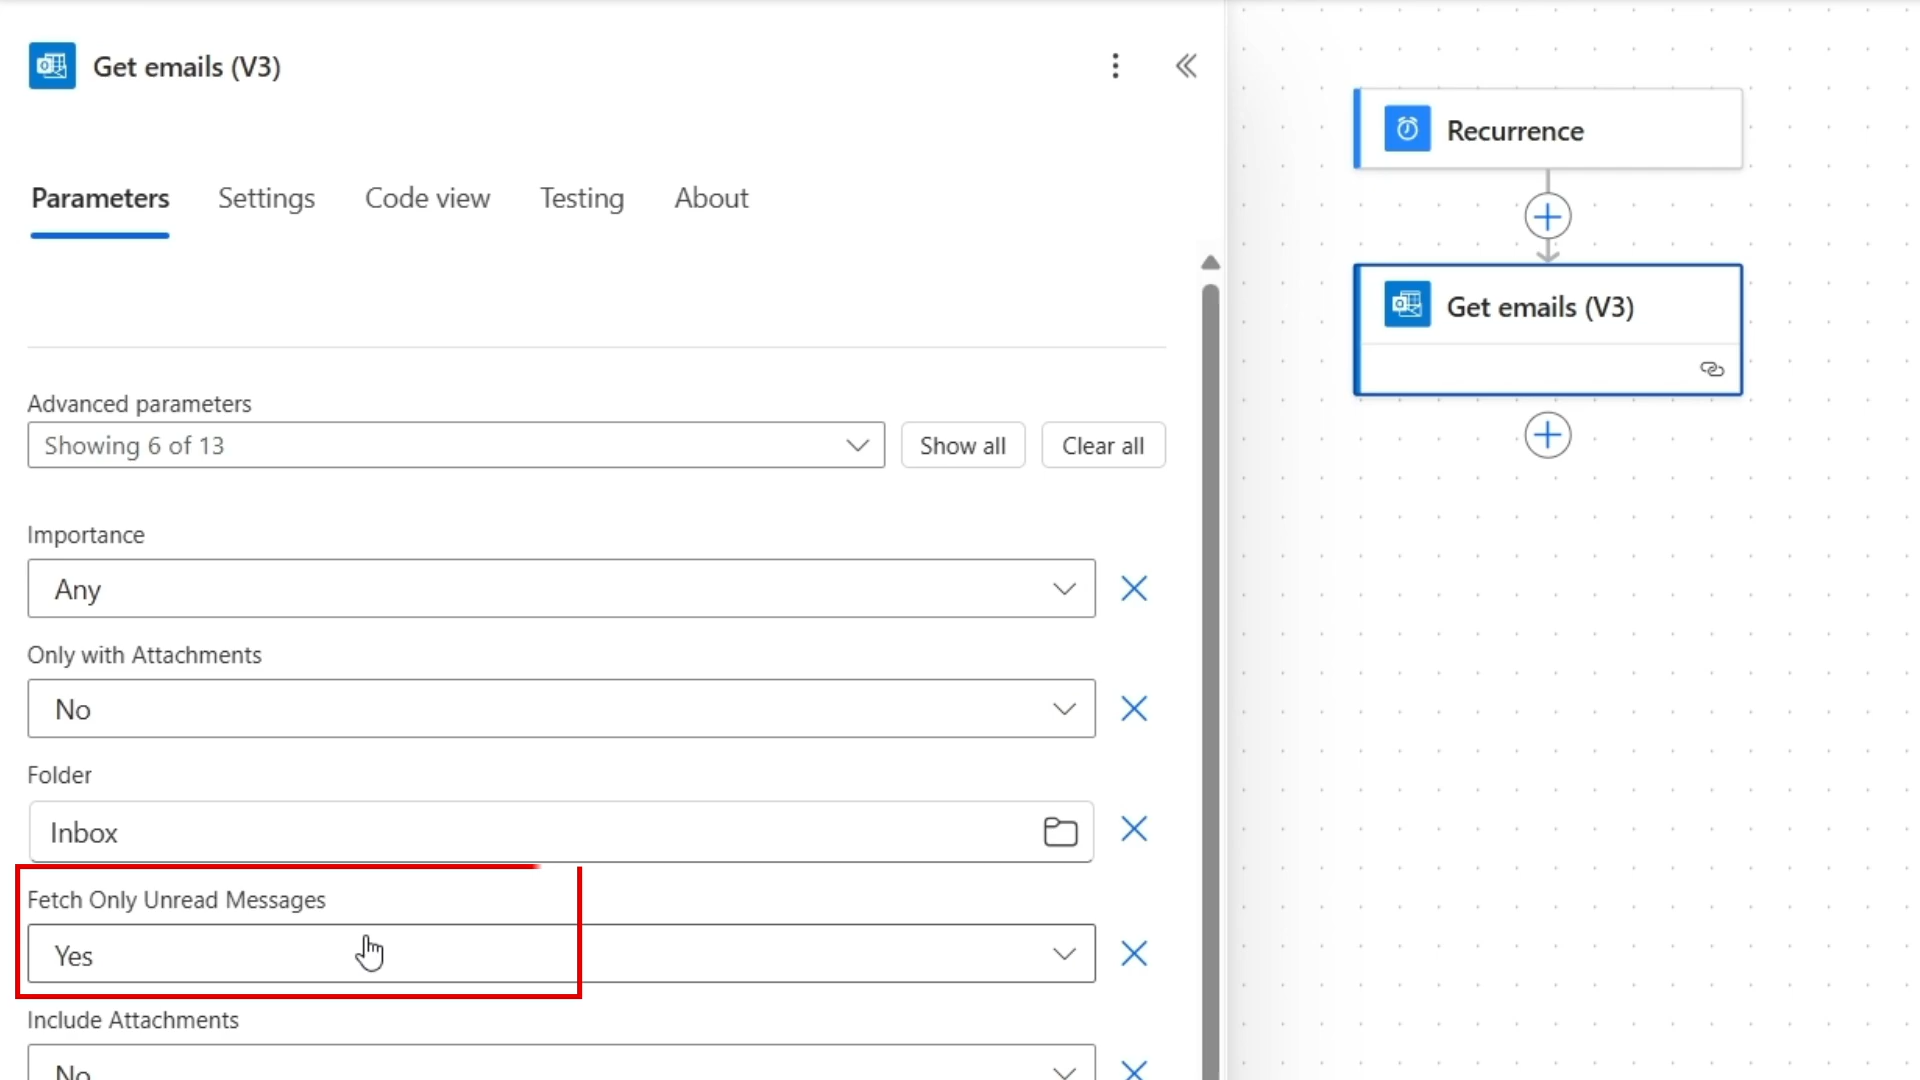 Get emails (V3)
Parameters
Settings
Code view
Testing
About
Advanced parameters
Showing 6 of 13
Show all
Clear all
Importance
Any
Only with Attachments
No
Folder
Inbox
Fetch Only Unread Messages
Yes
Include Attachments
No
Recurrence
Get emails (V3)